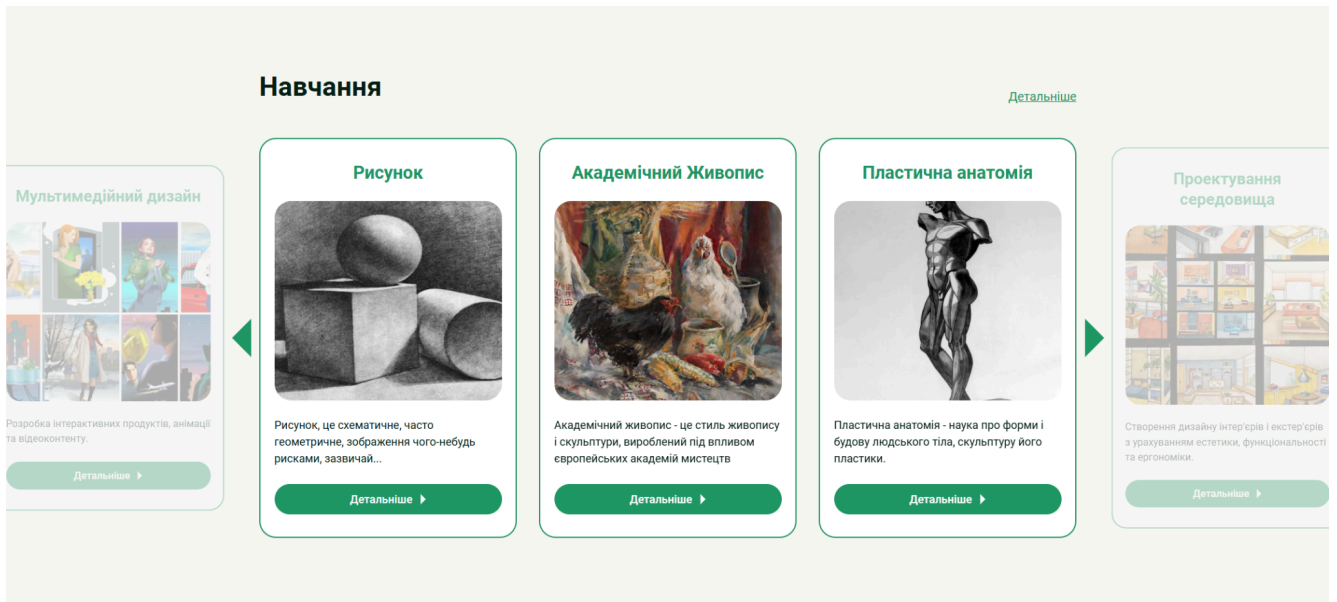 Навчання
Детальніше
Мультимедійний дизайн
Розробка інтерактивних продуктів, анімації
та відеоконтенту.
Детальніше
Рисунок
Рисунок, це схематичне, часто
геометричне, зображення чого-небудь
рисками, зазвичай...
Детальніше
Академічний Живопис
Академічний живопис - це стиль живопису
і скульптури, вироблений під впливом
європейських академій мистецтв
Детальніше
Пластична анатомія
Пластична анатомія - наука про форми і
будову людського тіла, скульптуру його
пластики.
Детальніше
Проектування
середовища
Створення дизайну інтер'єрів і екстер'єрів
з урахуванням естетики, функціональності
та ергономіки.
Детальніше